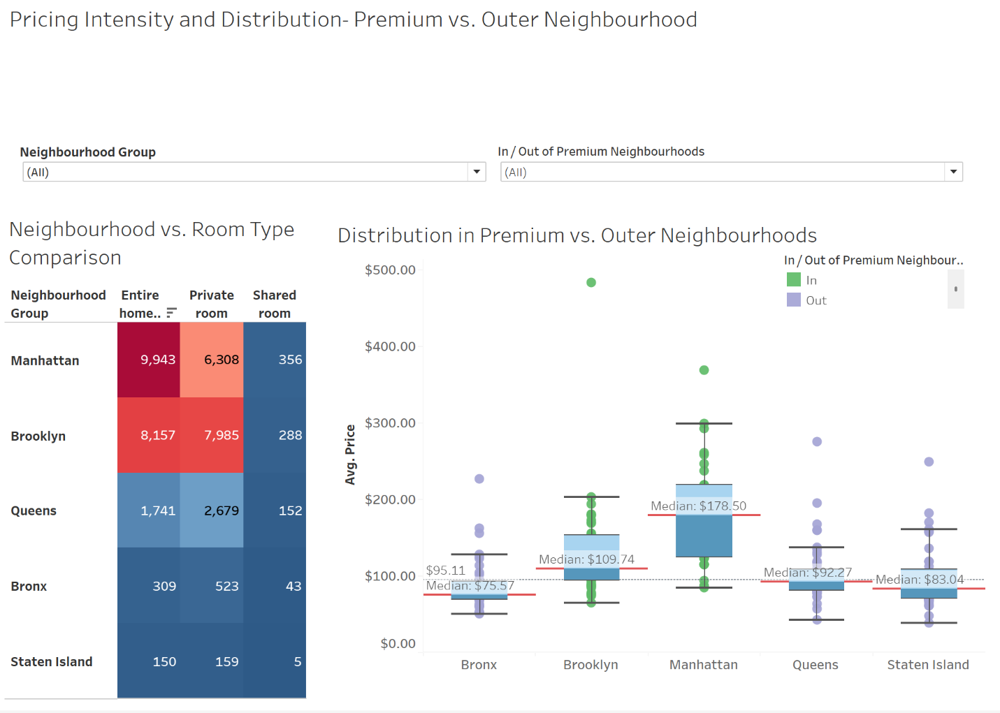 Pricing Intensity and Distribution- Premium vs. Outer Neighbourhood
Neighbourhood Group
(All)
In / Out of Premium Neighbourhoods
(All)
Neighbourhood vs. Room Type
Comparison
Neighbourhood Group Entire home.. Private room Shared room
Manhattan 9,943 6,308 356
Brooklyn 8,157 7,985 288
Queens 1,741 2,679 152
Bronx 309 523 43
Staten Island 150 159 5
Distribution in Premium vs. Outer Neighbourhoods
In / Out of Premium Neighbour..
In
Out
Avg. Price
$500.00
$400.00
$300.00
$200.00
$100.00
$0.00
$95.11
Median: $75.57
Median: $109.74
Median: $178.50
Median: $92.27
Median: $83.04
Bronx Brooklyn Manhattan Queens Staten Island